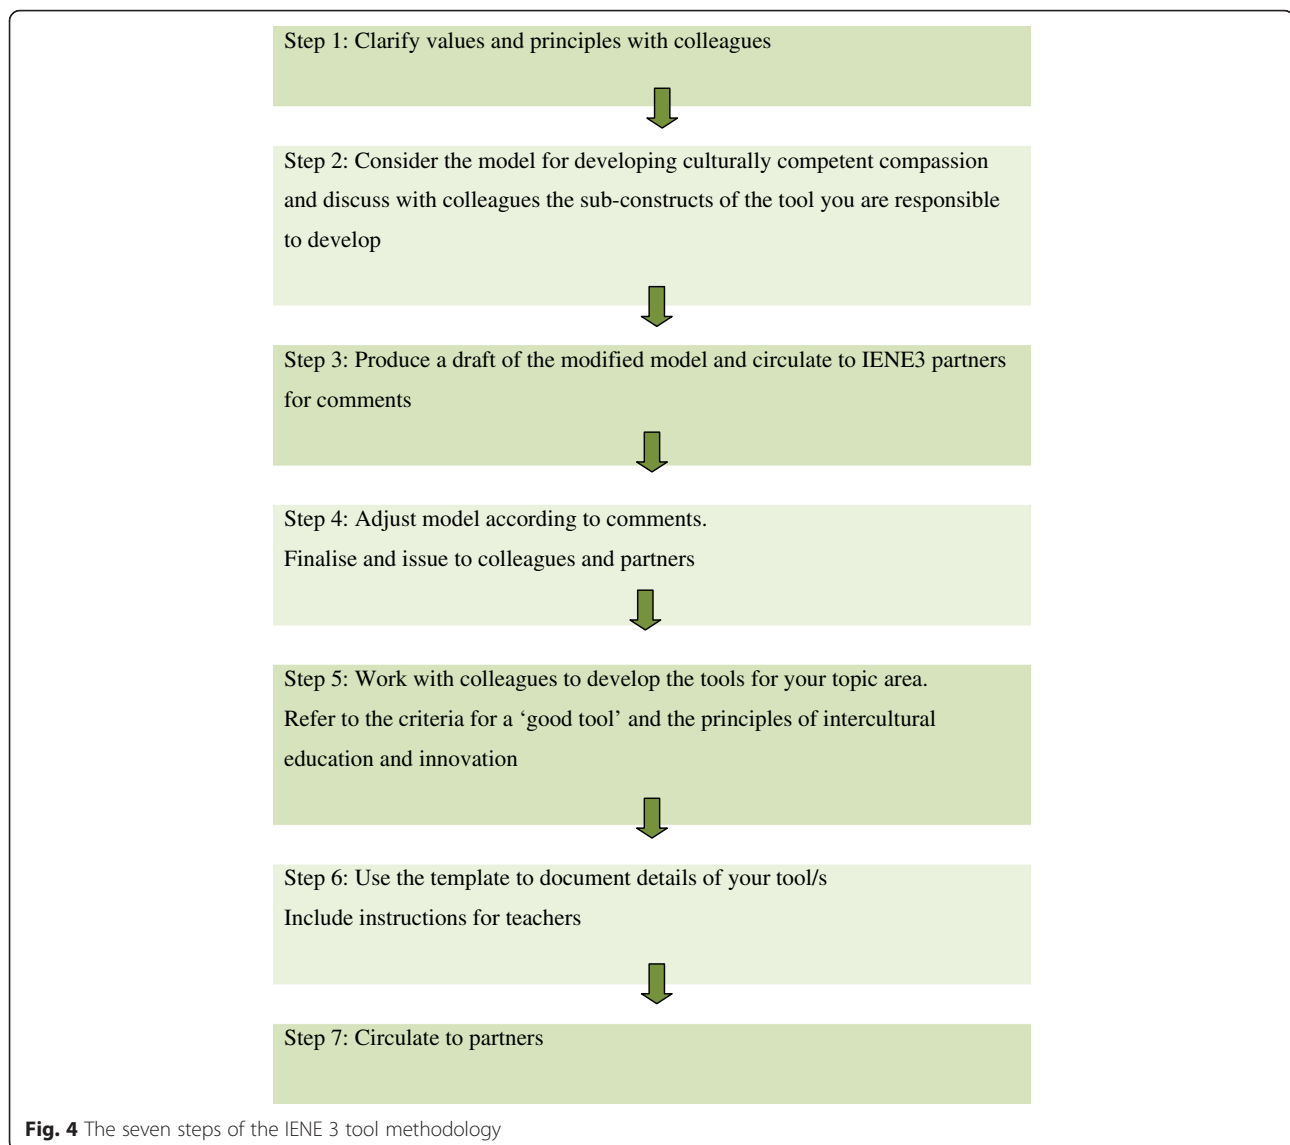 Step 1: Clarify values and principles with colleagues
Step 2: Consider the model for developing culturally competent compassion
and discuss with colleagues the sub-constructs of the tool you are responsible
to develop
Step 3: Produce a draft of the modified model and circulate to IENE3 partners
for comments
Step 4: Adjust model according to comments.
Finalise and issue to colleagues and partners
Step 5: Work with colleagues to develop the tools for your topic area.
Refer to the criteria for a ‘good tool’ and the principles of intercultural
education and innovation
Step 6: Use the template to document details of your tool/s
Include instructions for teachers
Step 7: Circulate to partners
Fig. 4 The seven steps of the IENE 3 tool methodology